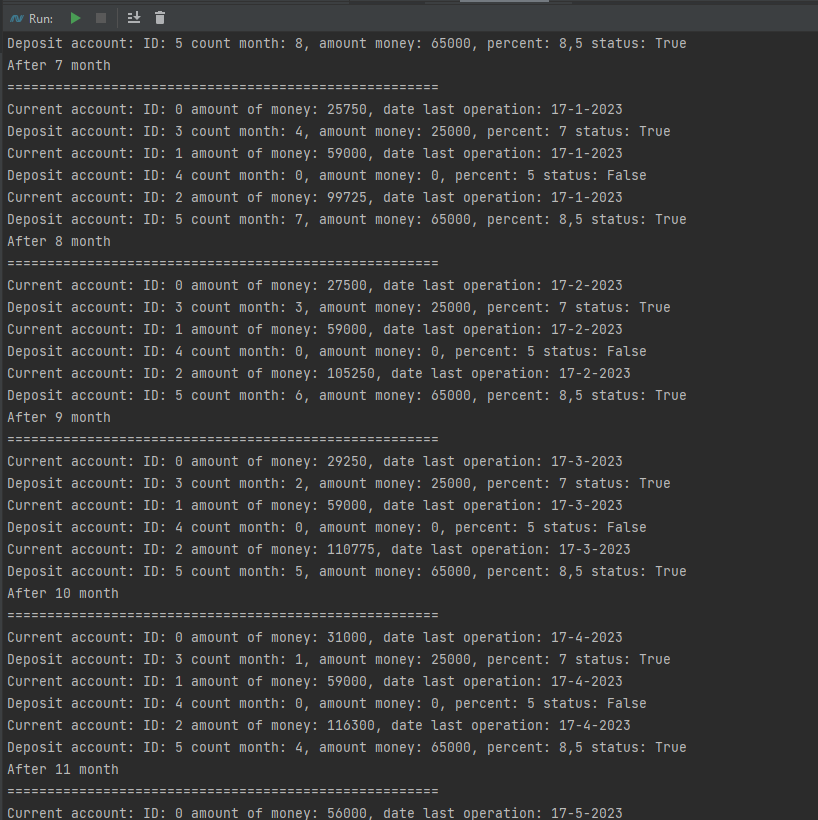 Run:
Deposit account: ID: 5 count month: 8, amount money: 65000, percent: 8,5 status: True
After 7 month
======================================================
Current account: ID: 0 amount of money: 25750, date last operation: 17-1-2023
Deposit account: ID: 3 count month: 4, amount money: 25000, percent: 7 status: True
Current account: ID: 1 amount of money: 59000, date last operation: 17-1-2023
Deposit account: ID: 4 count month: 0, amount money: 0, percent: 5 status: False
Current account: ID: 2 amount of money: 99725, date last operation: 17-1-2023
Deposit account: ID: 5 count month: 7, amount money: 65000, percent: 8,5 status: True
After 8 month
======================================================
Current account: ID: 0 amount of money: 27500, date last operation: 17-2-2023
Deposit account: ID: 3 count month: 3, amount money: 25000, percent: 7 status: True
Current account: ID: 1 amount of money: 59000, date last operation: 17-2-2023
Deposit account: ID: 4 count month: 0, amount money: 0, percent: 5 status: False
Current account: ID: 2 amount of money: 105250, date last operation: 17-2-2023
Deposit account: ID: 5 count month: 6, amount money: 65000, percent: 8,5 status: True
After 9 month
======================================================
Current account: ID: 0 amount of money: 29250, date last operation: 17-3-2023
Deposit account: ID: 3 count month: 2, amount money: 25000, percent: 7 status: True
Current account: ID: 1 amount of money: 59000, date last operation: 17-3-2023
Deposit account: ID: 4 count month: 0, amount money: 0, percent: 5 status: False
Current account: ID: 2 amount of money: 110775, date last operation: 17-3-2023
Deposit account: ID: 5 count month: 5, amount money: 65000, percent: 8,5 status: True
After 10 month
======================================================
Current account: ID: 0 amount of money: 31000, date last operation: 17-4-2023
Deposit account: ID: 3 count month: 1, amount money: 25000, percent: 7 status: True
Current account: ID: 1 amount of money: 59000, date last operation: 17-4-2023
Deposit account: ID: 4 count month: 0, amount money: 0, percent: 5 status: False
Current account: ID: 2 amount of money: 116300, date last operation: 17-4-2023
Deposit account: ID: 5 count month: 4, amount money: 65000, percent: 8,5 status: True
After 11 month
======================================================
Current account: ID: 0 amount of money: 56000, date last operation: 17-5-2023